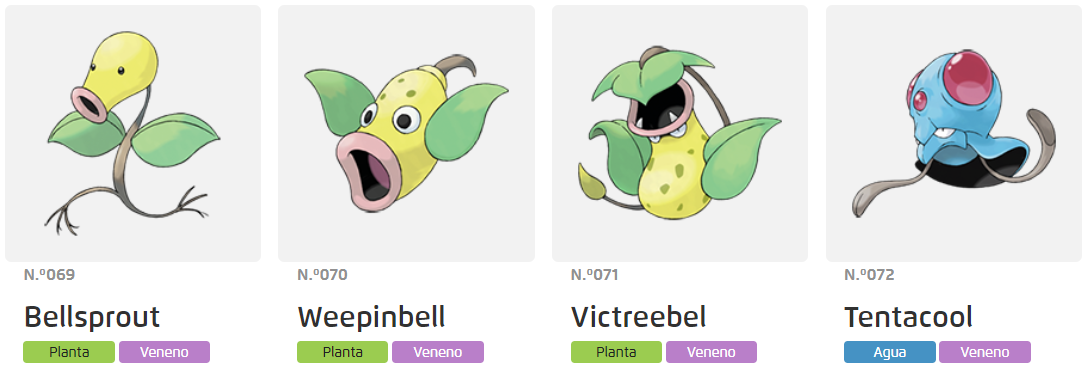 N.º069
Bellsprout
Planta Veneno
N.º070
Weepinbell
Planta Veneno
N.º071
Victreebel
Planta Veneno
N.º072
Tentacool
Agua Veneno